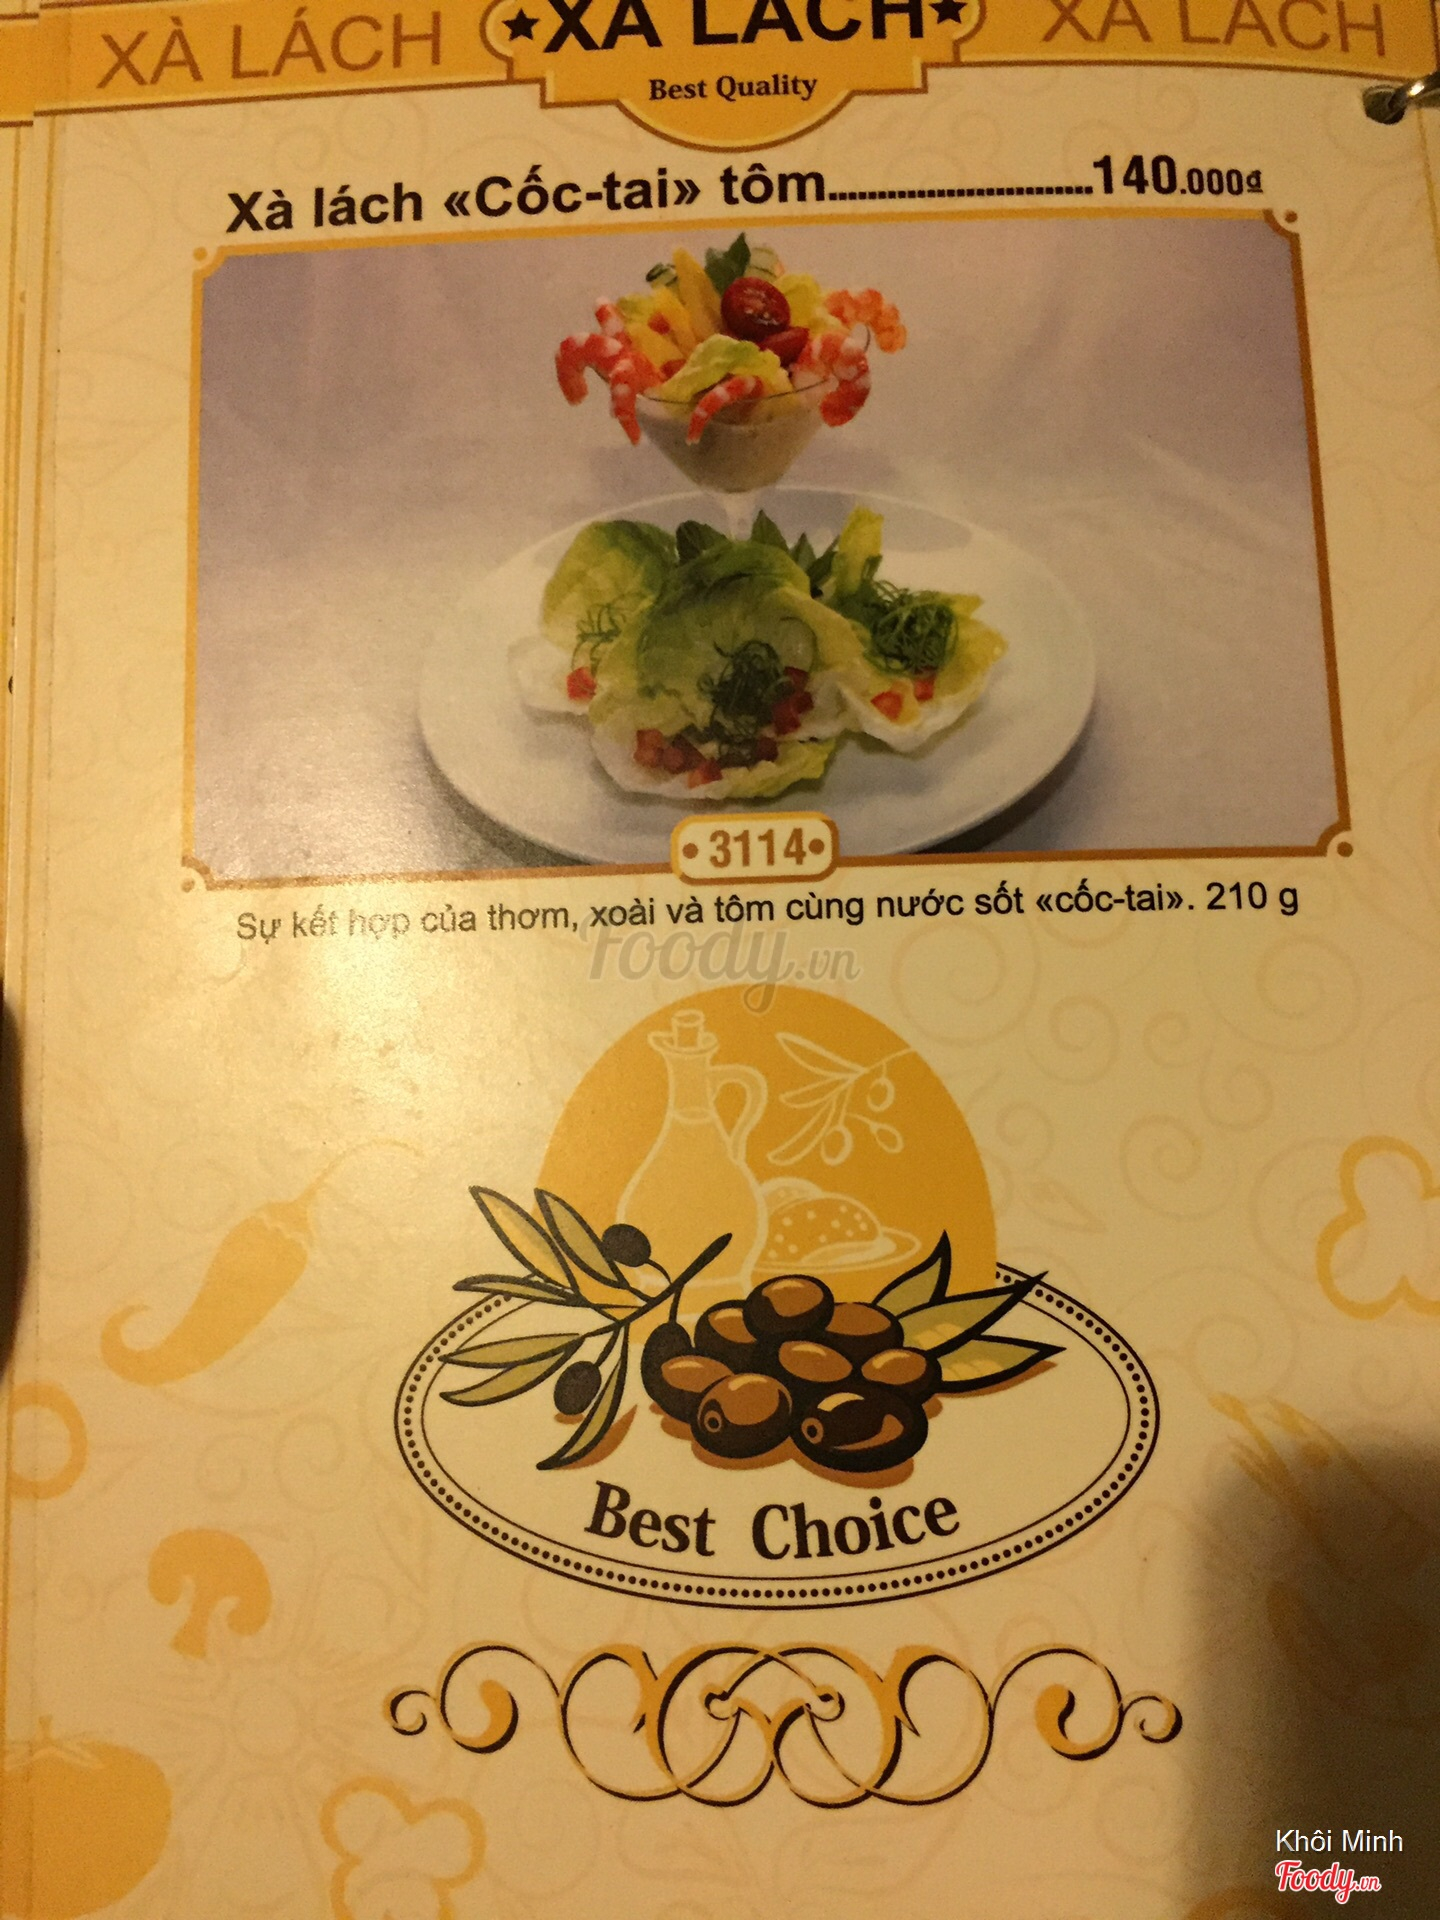 XÀ LÁCH XÀ LÁCH XÀ LÁCH
Best Quality
Xà lách «Cốc-tai» tôm............................140.000đ
3114
Sự kết hợp của thơm, xoài và tôm cùng nước sốt «cốc-tai». 210 g
Foody.vn
Best Choice
Khôi Minh
Foody.vn